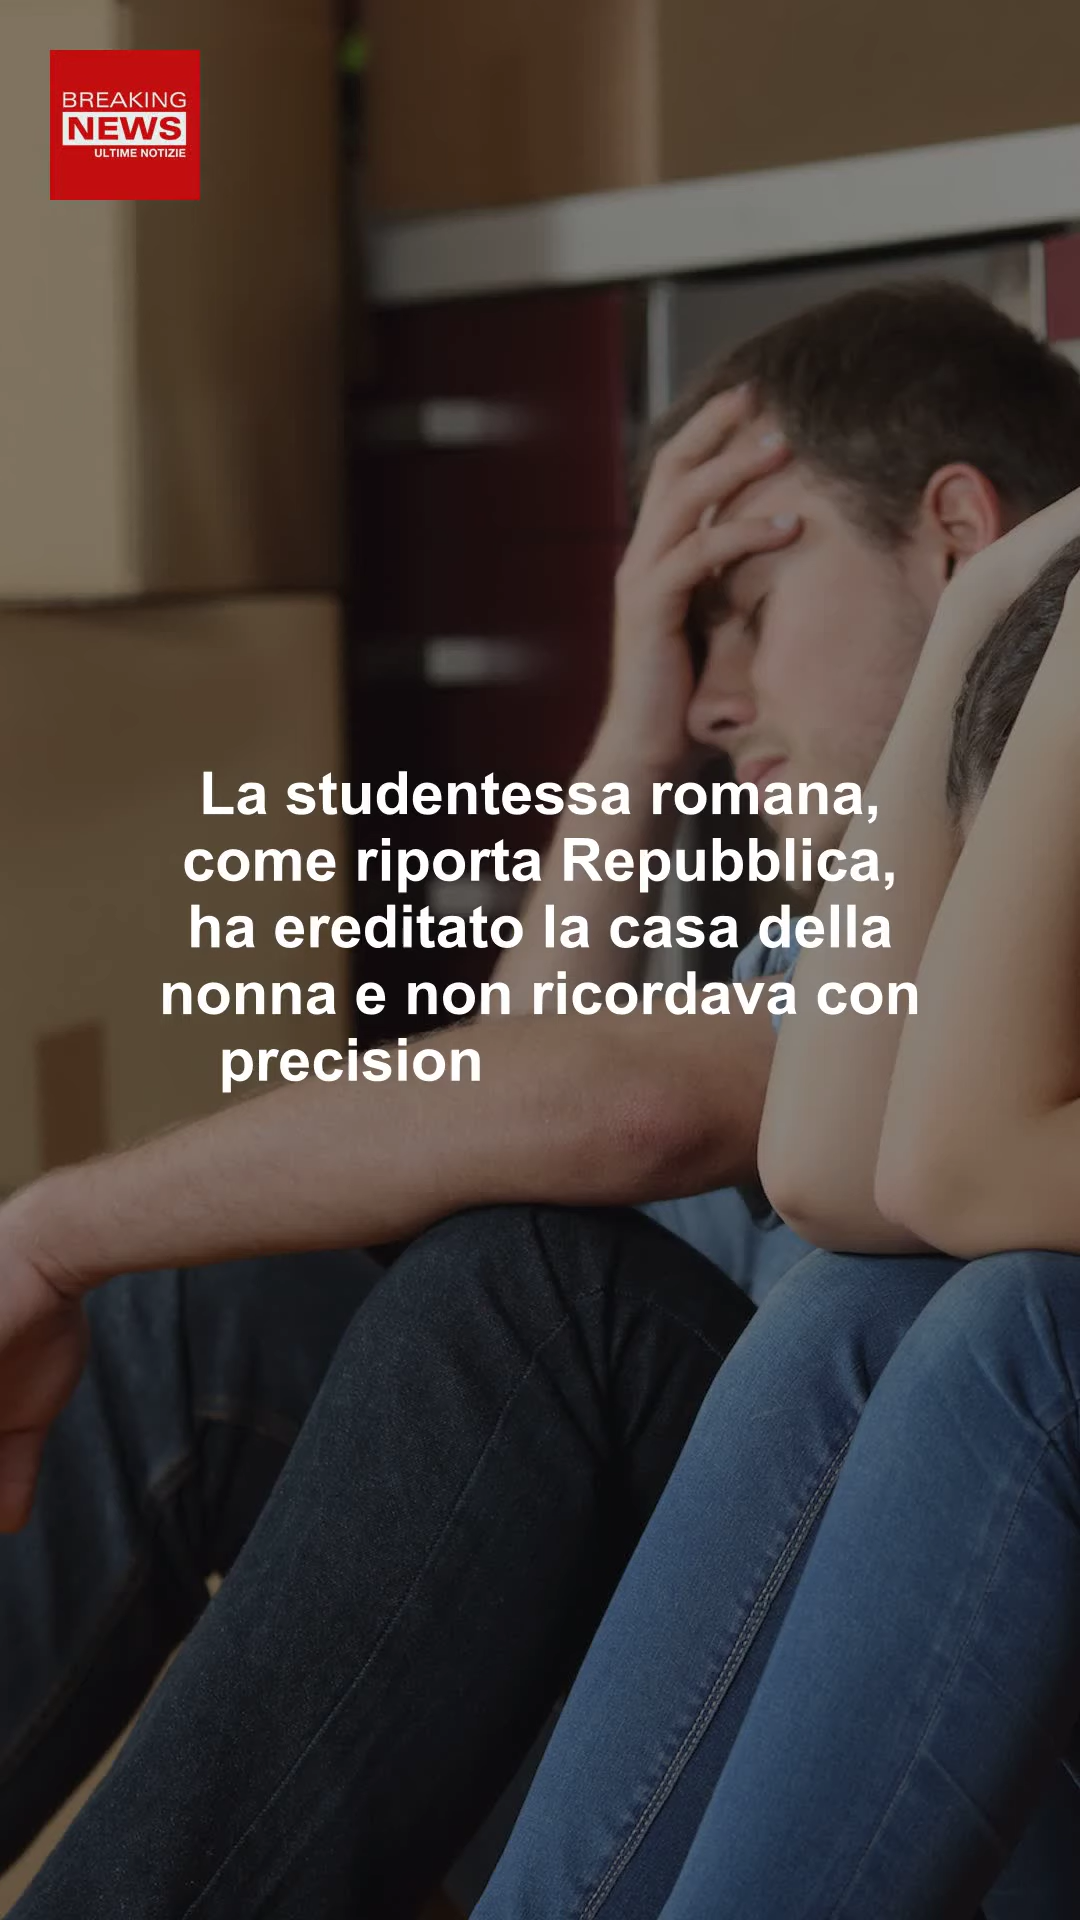 BREAKING
NEWS
ULTIME NOTIZIE
La studentessa romana,
come riporta Repubblica,
ha ereditato la casa della
nonna e non ricordava con
precision